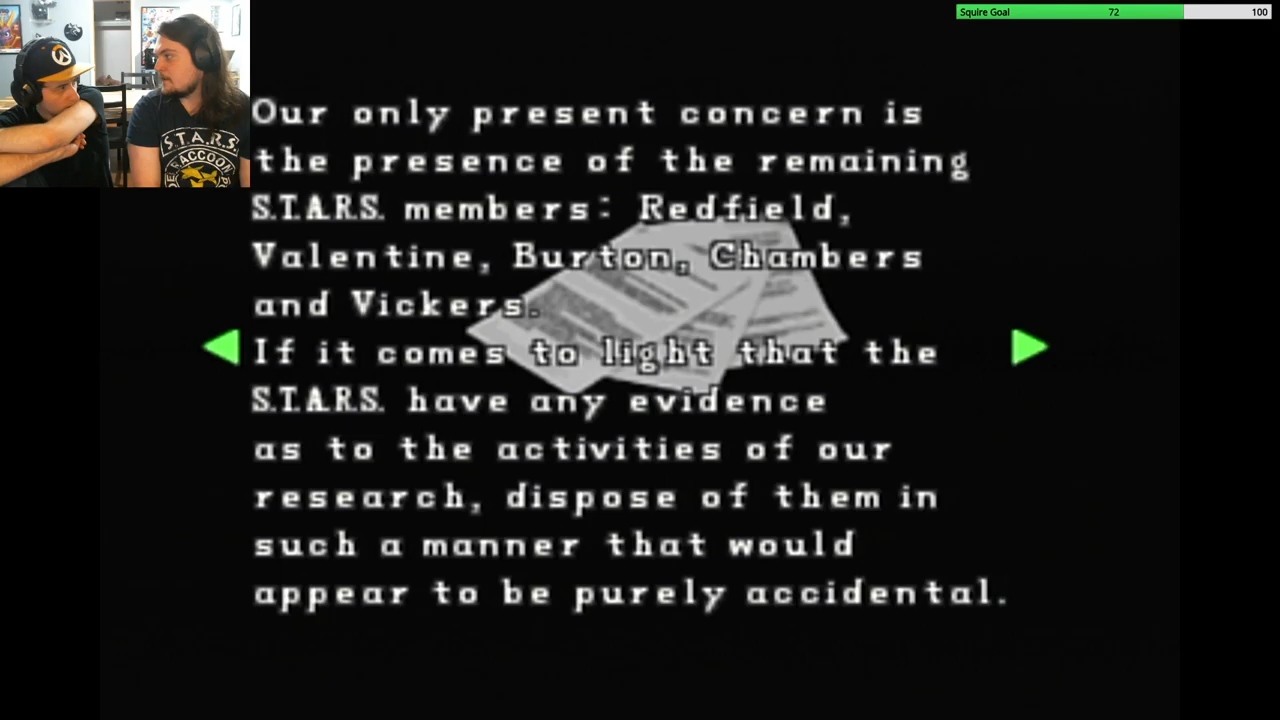 Squire Goal 72 100
S.T.A.R.S.
RACCOON
Our only present concern is
the presence of the remaining
S.T.A.R.S. members: Redfield,
Valentine, Burton, Chambers
and Vickers.
If it comes to light that the
S.T.A.R.S. have any evidence
as to the activities of our
research, dispose of them in
such a manner that would
appear to be purely accidental.